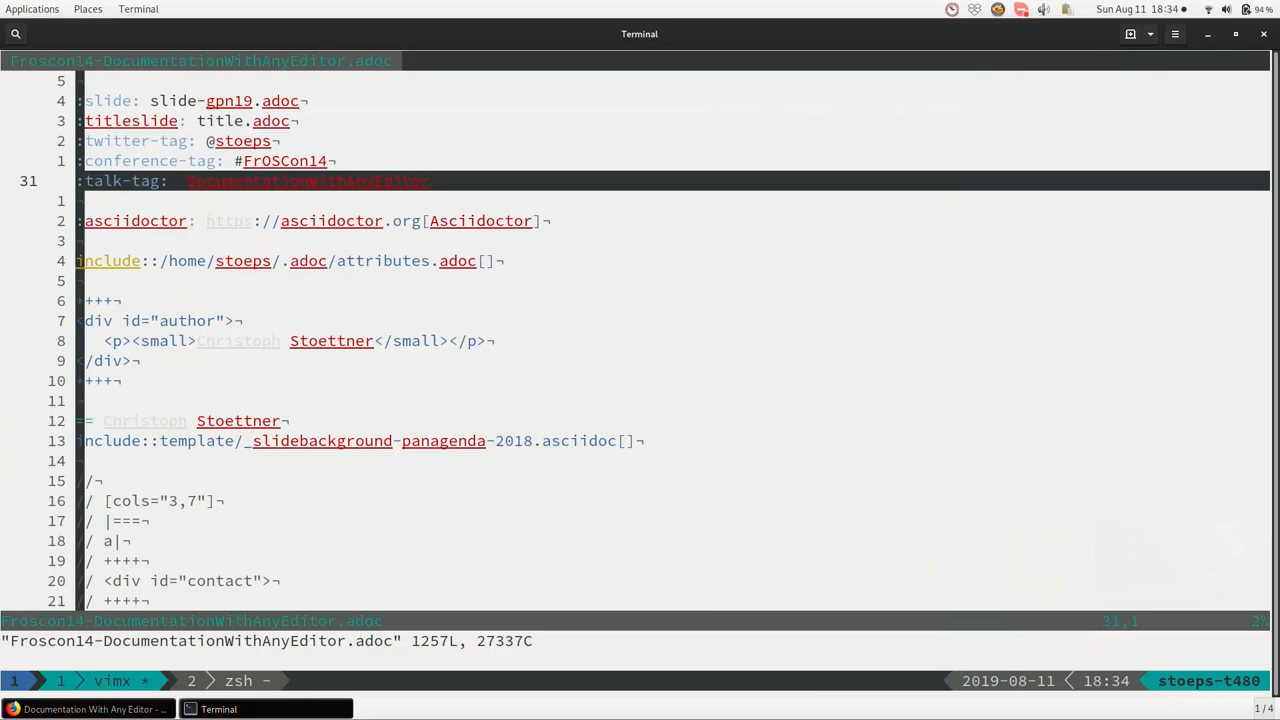 Applications Places Terminal Sun Aug 11 18:34 94 %
Terminal
Froscon14-DocumentationWithAnyEditor.adoc
5 ¬
4 :slide: slide-gpn19.adoc¬
3 :titleslide: title.adoc¬
2 :twitter-tag: @stoeps¬
1 :conference-tag: #FrOSCon14¬
31 :talk-tag: DocumentationWithAnyEditor
1 ¬
2 :asciidoctor: https://asciidoctor.org[Asciidoctor]¬
3 ¬
4 include::/home/stoeps/.adoc/attributes.adoc[]¬
5 ¬
6 ++++¬
7 <div id="author">¬
8 <p><small>Christoph Stoettner</small></p>¬
9 </div>¬
10 ++++¬
11 ¬
12 == Christoph Stoettner¬
13 include::template/_slidebackground-panagenda-2018.asciidoc[]¬
14 ¬
15 //¬
16 // [cols="3,7"]¬
17 // |===¬
18 // a|¬
19 // ++++¬
20 // <div id="contact">¬
21 // ++++¬
Froscon14-DocumentationWithAnyEditor.adoc 31,1 2%
"Froscon14-DocumentationWithAnyEditor.adoc" 1257L, 27337C
1 1 vimx * 2 zsh - 2019-08-11 18:34 stoeps-t480
Documentation With Any Editor - ... Terminal 1 / 4